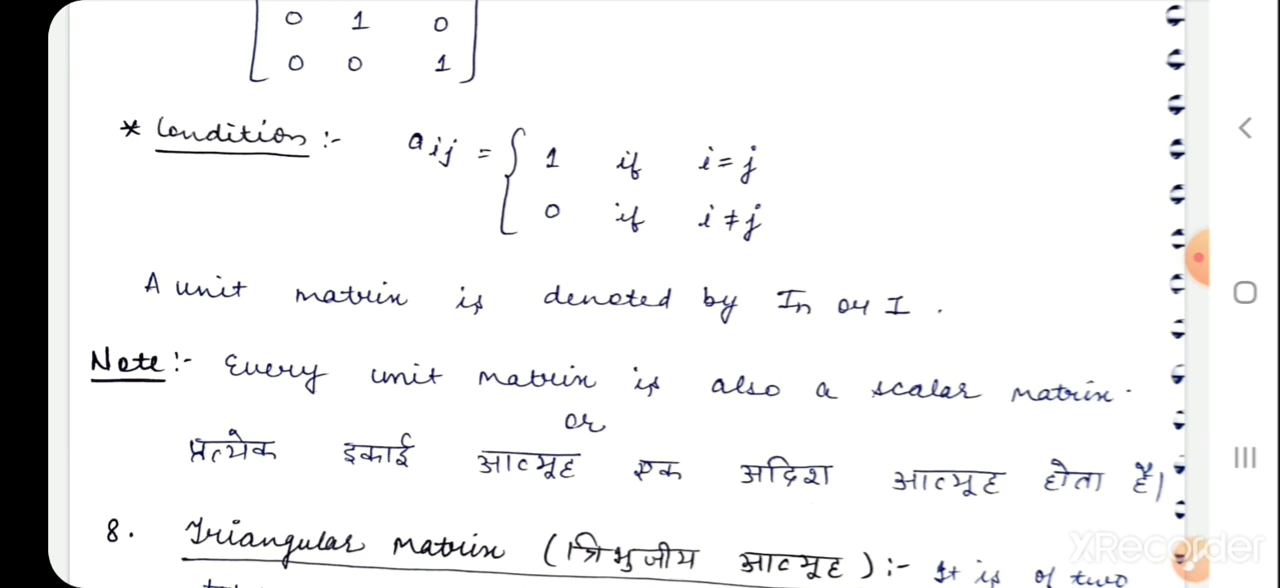 0 1 0
0 0 1
* Condition :- aij = { 1 if i = j
0 if i ≠ j
A unit matrix is denoted by In or I .
Note :- Every unit matrix is also a scalar matrix .
or
प्रत्येक इकाई आव्यूह एक अदिश आव्यूह होता है।
8. Triangular matrix (त्रिभुजीय आव्यूह) :- It is of two
XRecorder